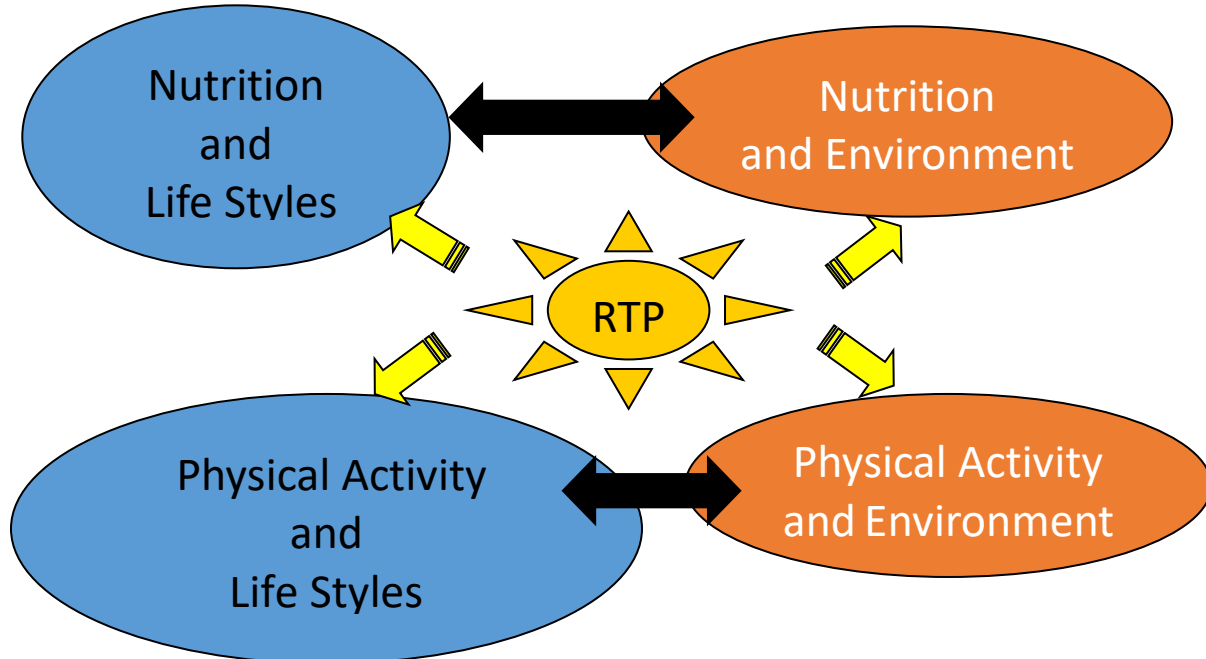 Nutrition
and
Life Styles
Nutrition
and Environment
RTP
Physical Activity
and
Life Styles
Physical Activity
and Environment